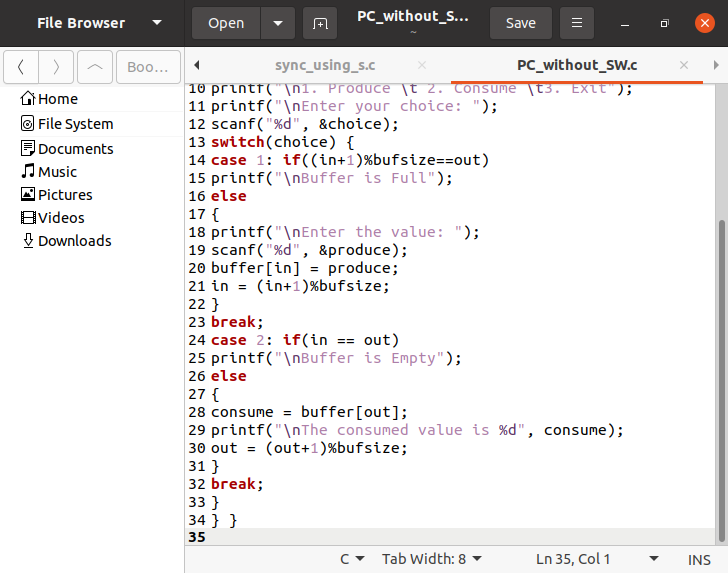 File Browser
Open
PC_without_S...
~
Save
Boo...
sync_using_s.c
PC_without_SW.c
Home
File System
Documents
Music
Pictures
Videos
Downloads
10 printf("\n1. Produce \t 2. Consume \t3. Exit");
11 printf("\nEnter your choice: ");
12 scanf("%d", &choice);
13 switch(choice) {
14 case 1: if((in+1)%bufsize==out)
15 printf("\nBuffer is Full");
16 else
17 {
18 printf("\nEnter the value: ");
19 scanf("%d", &produce);
20 buffer[in] = produce;
21 in = (in+1)%bufsize;
22 }
23 break;
24 case 2: if(in == out)
25 printf("\nBuffer is Empty");
26 else
27 {
28 consume = buffer[out];
29 printf("\nThe consumed value is %d", consume);
30 out = (out+1)%bufsize;
31 }
32 break;
33 }
34 } }
35
C Tab Width: 8 Ln 35, Col 1 INS